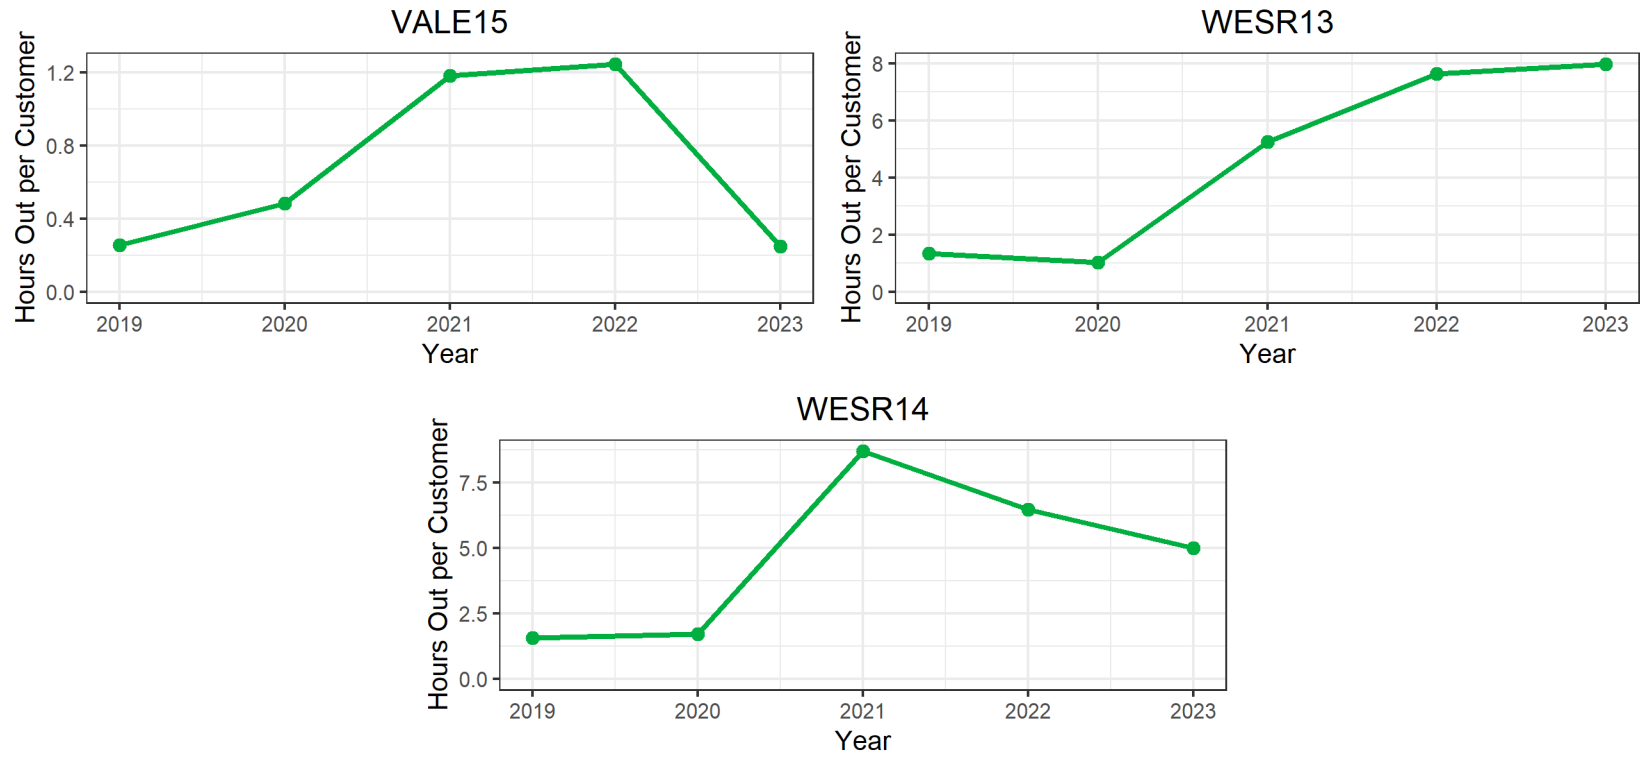 VALE15
Hours Out per Customer
1.2
0.8
0.4
0.0
2019 2020 2021 2022 2023
Year
WESR13
Hours Out per Customer
8
6
4
2
0
2019 2020 2021 2022 2023
Year
WESR14
Hours Out per Customer
7.5
5.0
2.5
0.0
2019 2020 2021 2022 2023
Year